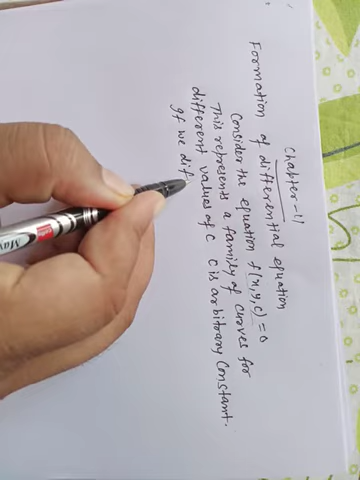 Chapter-11
Formation of differential equation
Consider the equation f(x,y,c)=0
This represents a family of curves for
different values of c c is arbitrary constant.
If we dif